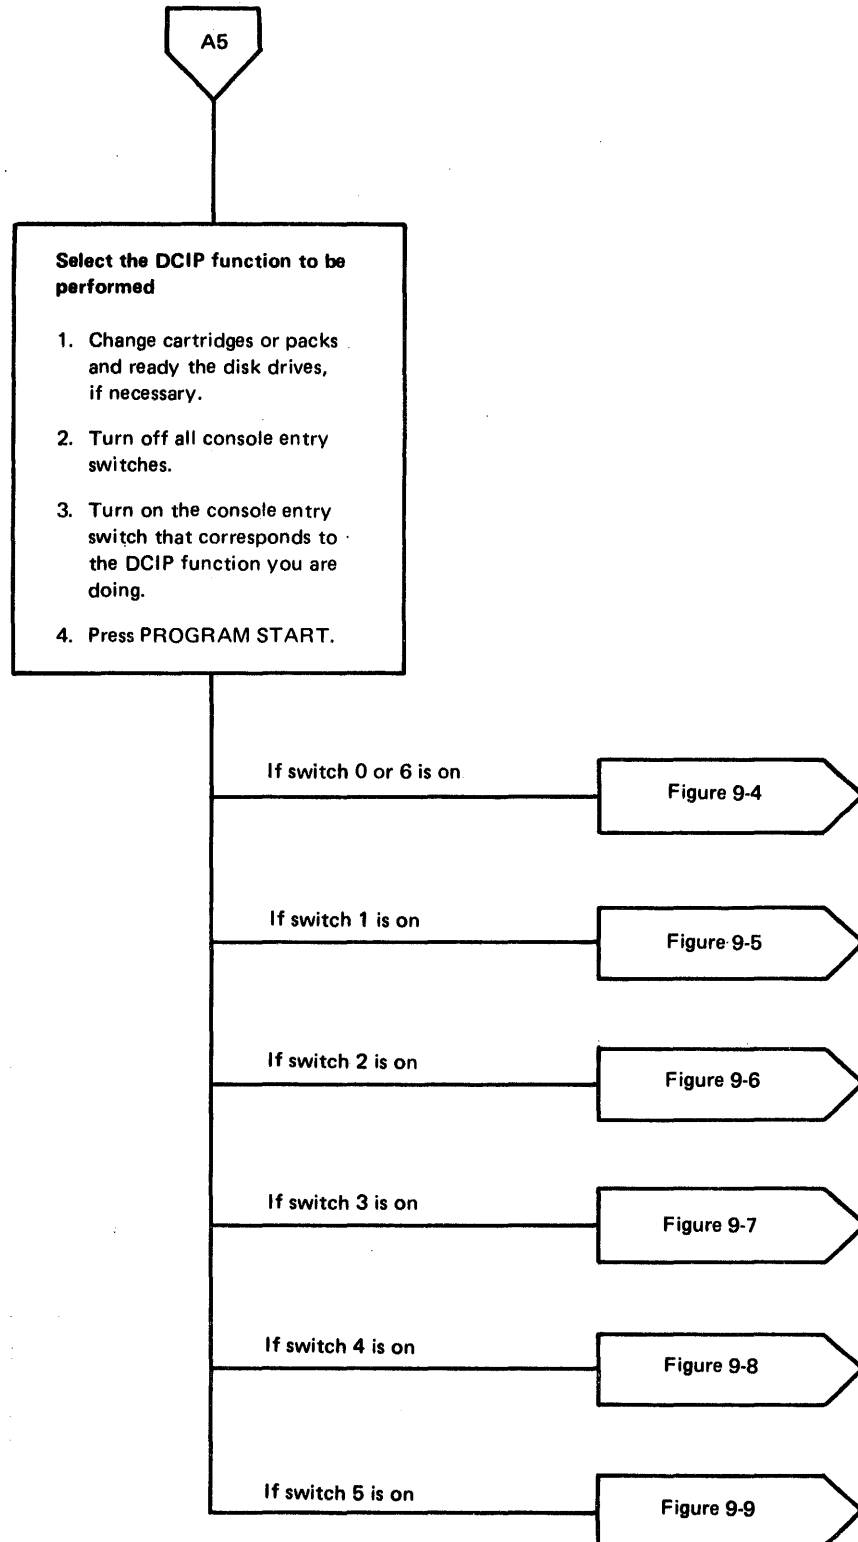 A5
Select the DCIP function to be
performed
1. Change cartridges or packs
and ready the disk drives,
if necessary.
2. Turn off all console entry
switches.
3. Turn on the console entry
switch that corresponds to
the DCIP function you are
doing.
4. Press PROGRAM START.
If switch 0 or 6 is on
Figure 9-4
If switch 1 is on
Figure 9-5
If switch 2 is on
Figure 9-6
If switch 3 is on
Figure 9-7
If switch 4 is on
Figure 9-8
If switch 5 is on
Figure 9-9